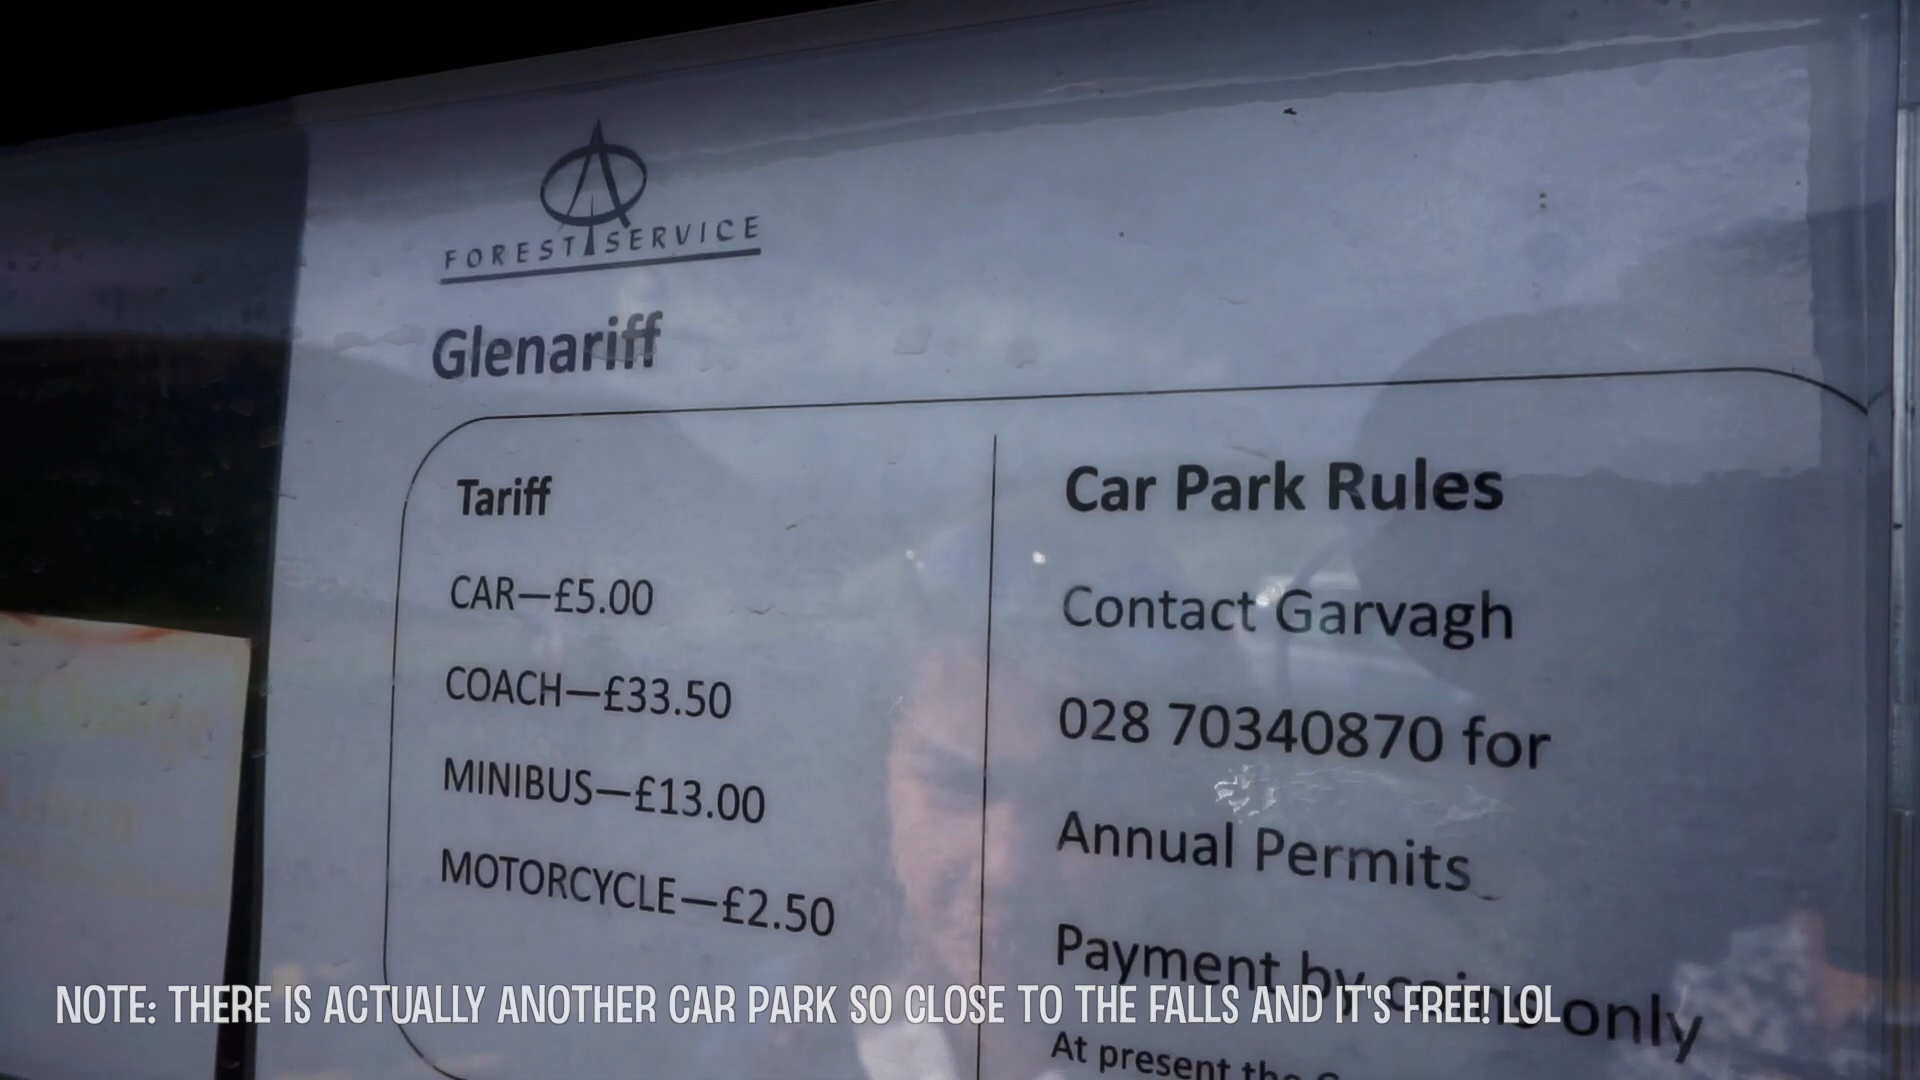 FOREST SERVICE
Glenariff
Tariff
CAR—£5.00
COACH—£33.50
MINIBUS—£13.00
MOTORCYCLE—£2.50
Car Park Rules
Contact Garvagh
028 70340870 for
Annual Permits
Payment by coins only
At present the
NOTE: THERE IS ACTUALLY ANOTHER CAR PARK SO CLOSE TO THE FALLS AND IT'S FREE! LOL